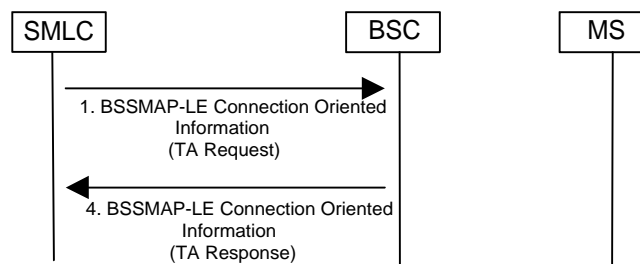 SMLC
BSC
MS
1. BSSMAP-LE Connection Oriented
Information
(TA Request)
4. BSSMAP-LE Connection Oriented
Information
(TA Response)